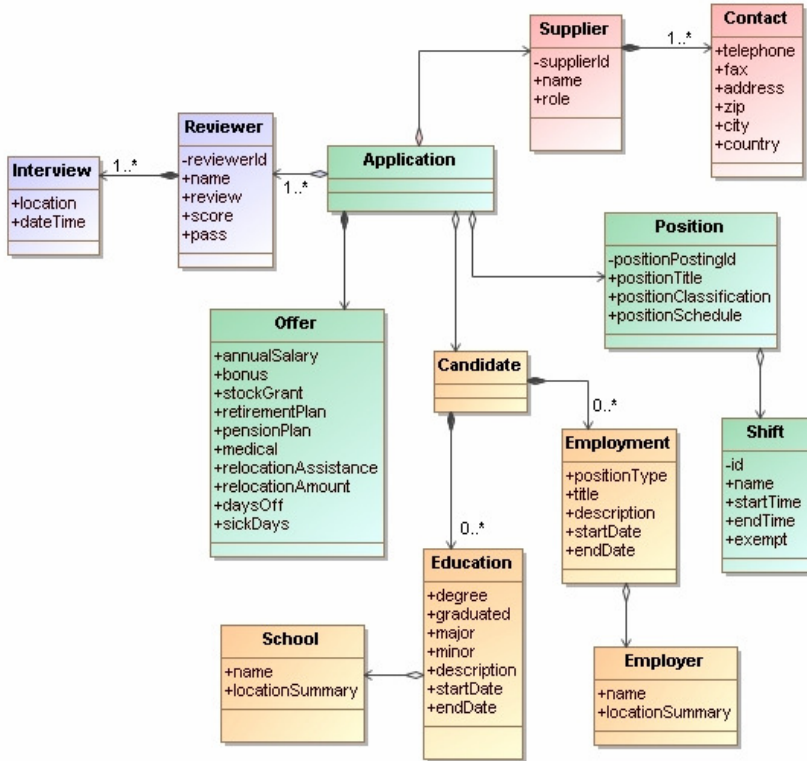 Supplier
-supplierId
+name
+role
1..*
Contact
+telephone
+fax
+address
+zip
+city
+country
Interview
+location
+dateTime
1..*
Reviewer
-reviewerId
+name
+review
+score
+pass
1..*
Application
Position
-positionPostingId
+positionTitle
+positionClassification
+positionSchedule
Offer
+annualSalary
+bonus
+stockGrant
+retirementPlan
+pensionPlan
+medical
+relocationAssistance
+relocationAmount
+daysOff
+sickDays
Candidate
0..*
Employment
+positionType
+title
+description
+startDate
+endDate
Shift
-id
+name
+startTime
+endTime
+exempt
0..*
Education
+degree
+graduated
+major
+minor
+description
+startDate
+endDate
School
+name
+locationSummary
Employer
+name
+locationSummary